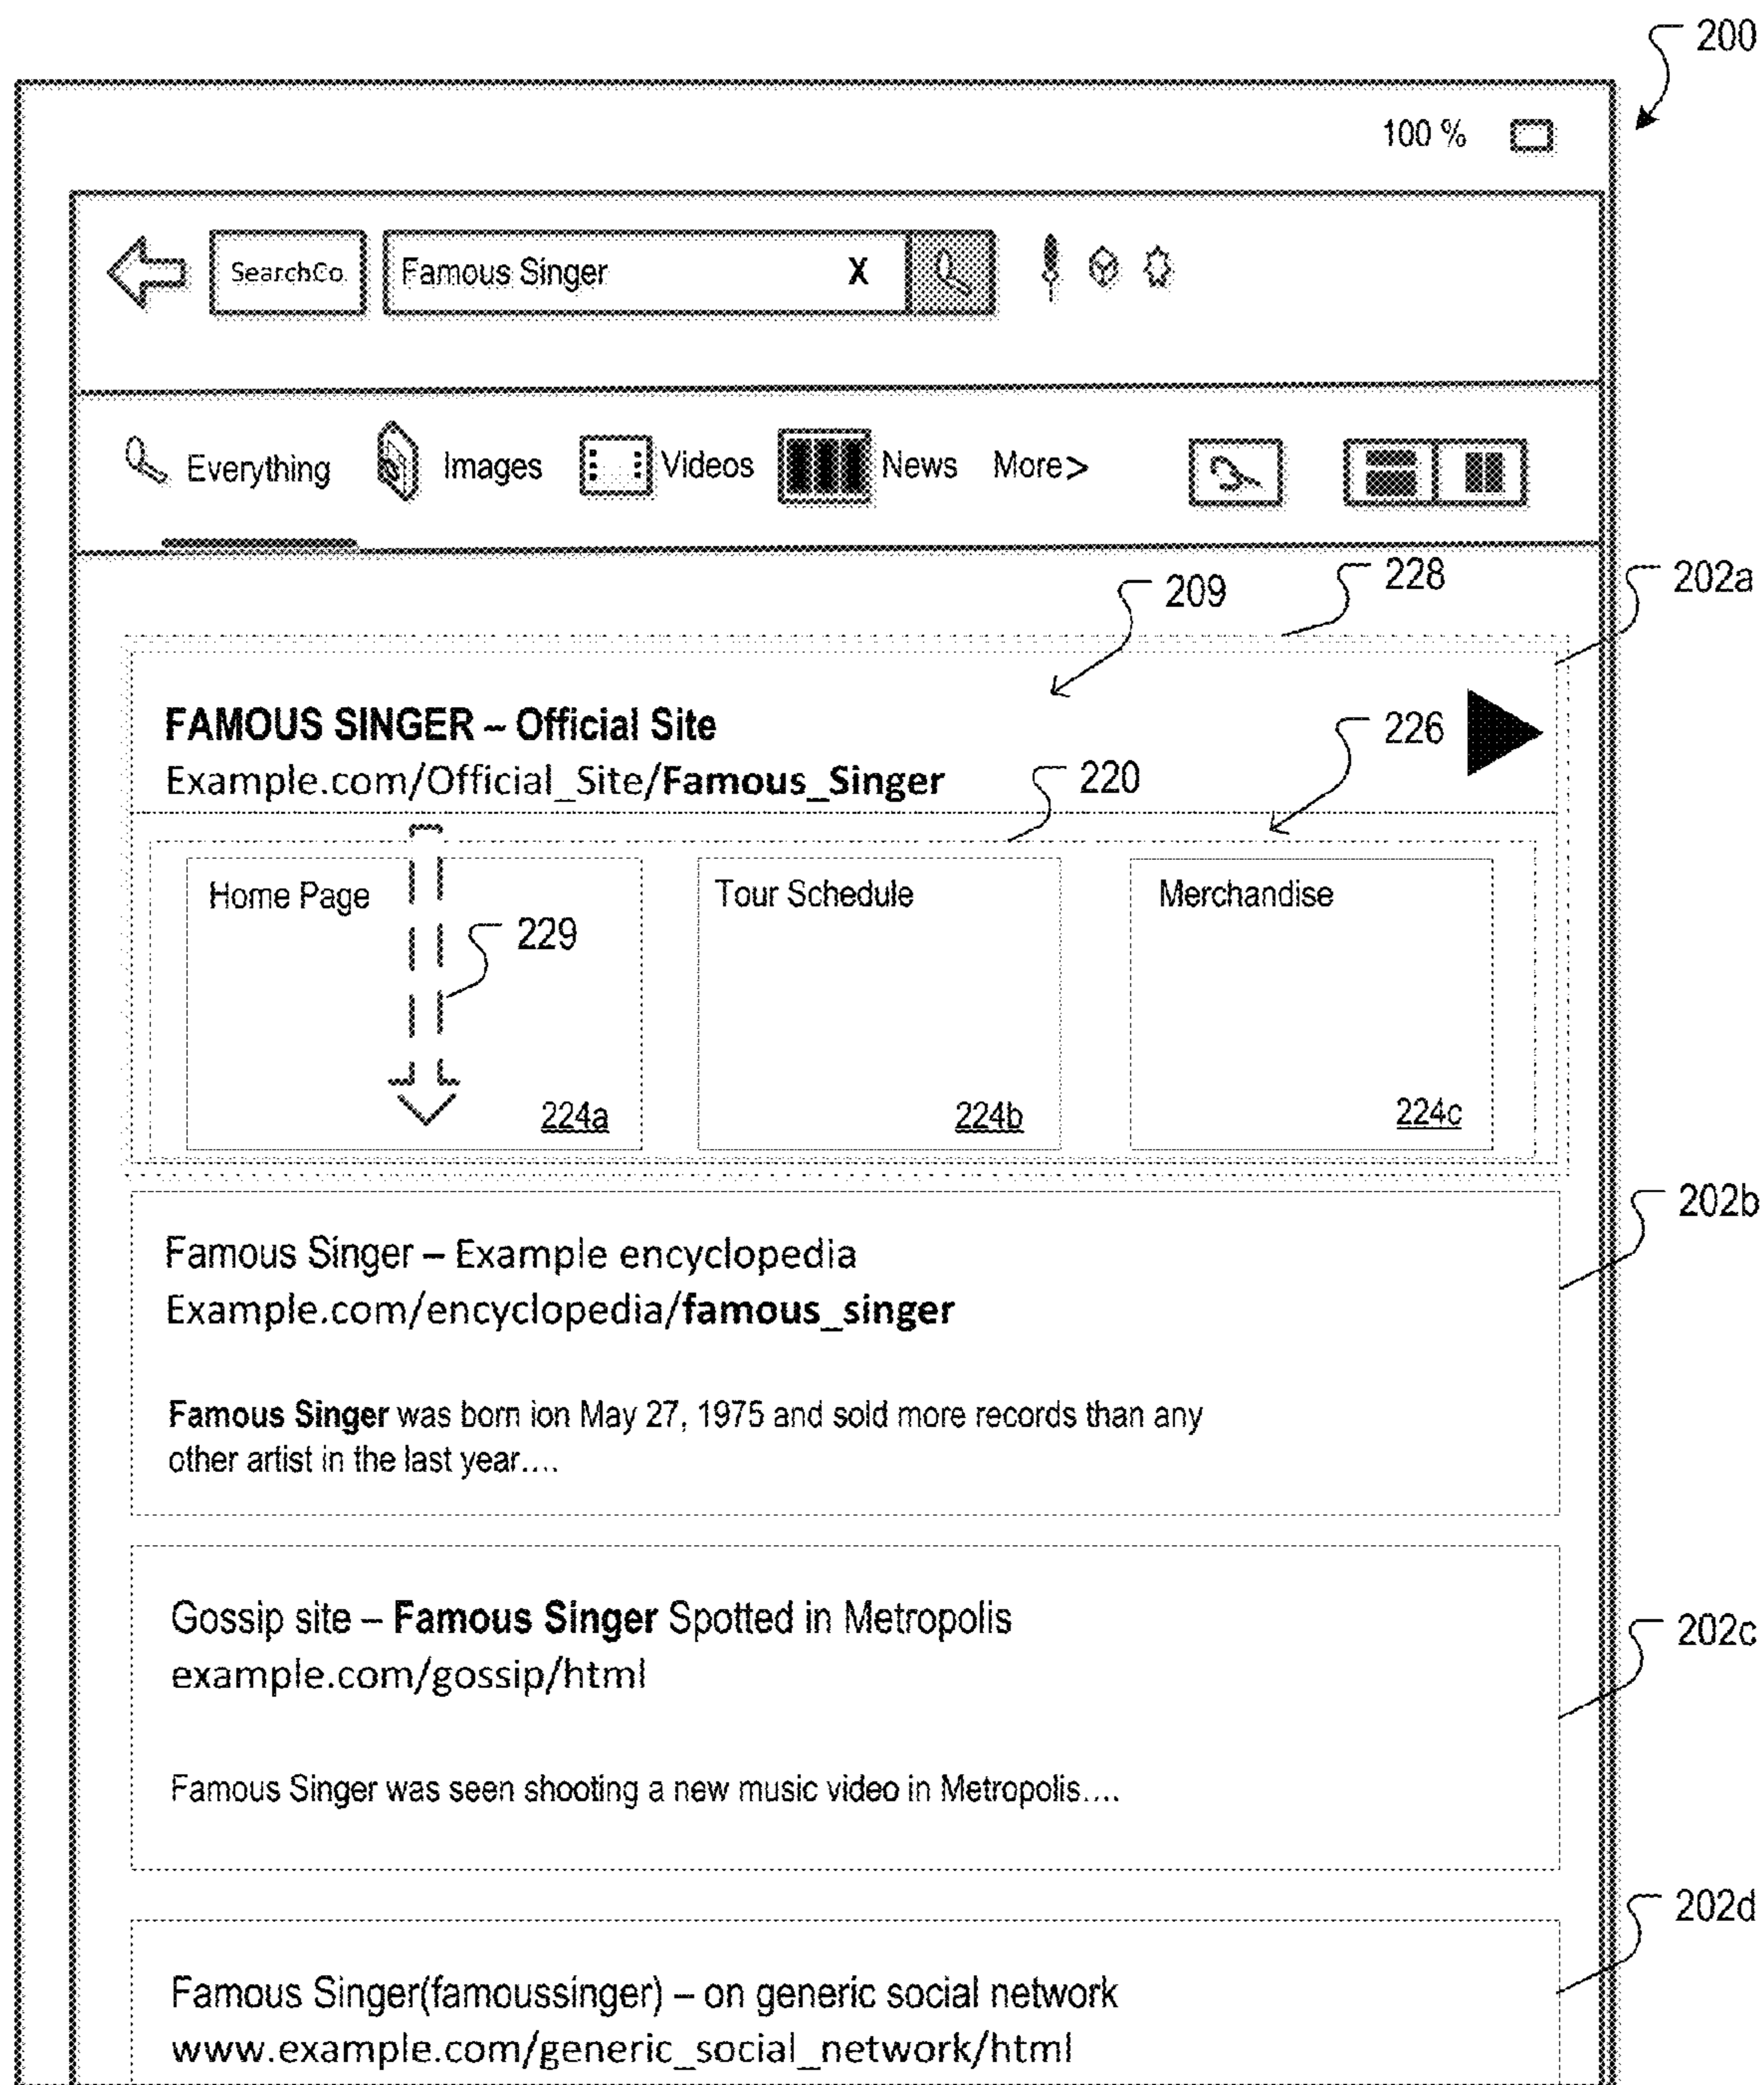 200
100 %
SearchCo.
Famous Singer X
Everything Images Videos News More>
209 228 202a
FAMOUS SINGER – Official Site
226
Example.com/Official_Site/Famous_Singer
220
Home Page Tour Schedule Merchandise
229
224a 224b 224c
202b
Famous Singer – Example encyclopedia
Example.com/encyclopedia/famous_singer
Famous Singer was born ion May 27, 1975 and sold more records than any
other artist in the last year....
202c
Gossip site – Famous Singer Spotted in Metropolis
example.com/gossip/html
Famous Singer was seen shooting a new music video in Metropolis....
202d
Famous Singer(famoussinger) – on generic social network
www.example.com/generic_social_network/html